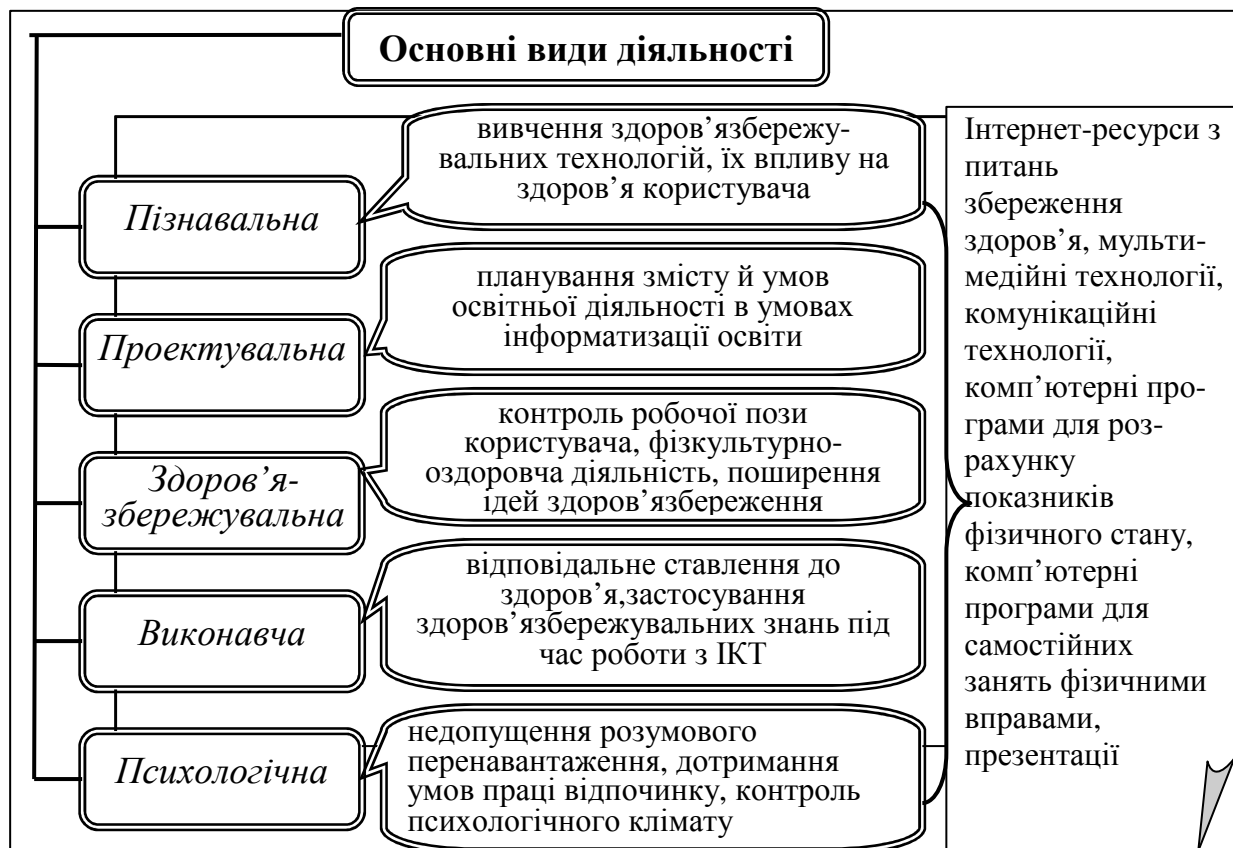 Основні види діяльності
Пізнавальна
вивчення здоров’язбережу-
вальних технологій, їх впливу на
здоров’я користувача
Проектувальна
планування змісту й умов
освітньої діяльності в умовах
інформатизації освіти
Здоров’я-
збережувальна
контроль робочої пози
користувача, фізкультурно-
оздоровча діяльність, поширення
ідей здоров’язбереження
Виконавча
відповідальне ставлення до
здоров’я,застосування
здоров’язбережувальних знань під
час роботи з ІКТ
Психологічна
недопущення розумового
перенавантаження, дотримання
умов праці відпочинку, контроль
психологічного клімату
Інтернет-ресурси з
питань
збереження
здоров’я, мульти-
медійні технології,
комунікаційні
технології,
комп’ютерні про-
грами для роз-
рахунку
показників
фізичного стану,
комп’ютерні
програми для
самостійних
занять фізичними
вправами,
презентації